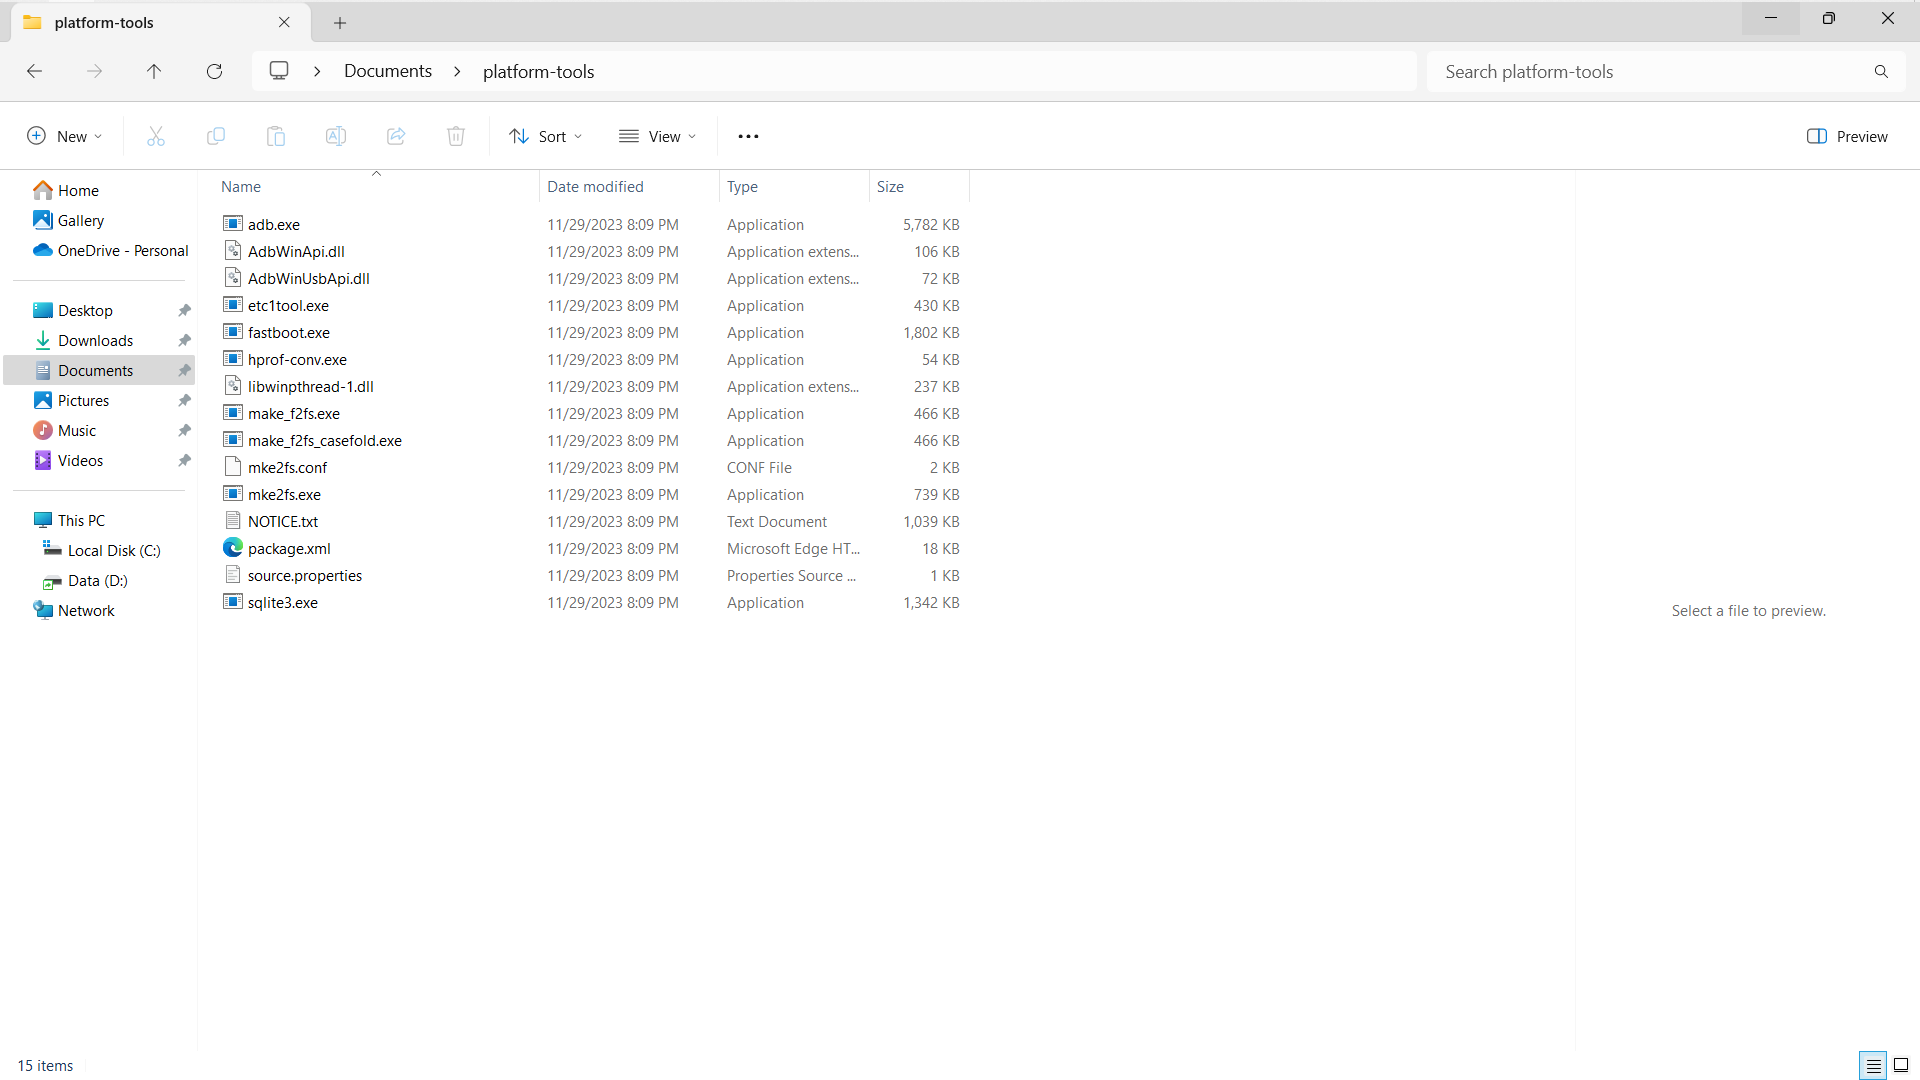 platform-tools
Documents
platform-tools
Search platform-tools
New
Sort
View
Preview
Home
Gallery
OneDrive - Personal
Desktop
Downloads
Documents
Pictures
Music
Videos
This PC
Local Disk (C:)
Data (D:)
Network
Name Date modified Type Size
adb.exe 11/29/2023 8:09 PM Application 5,782 KB
AdbWinApi.dll 11/29/2023 8:09 PM Application extens... 106 KB
AdbWinUsbApi.dll 11/29/2023 8:09 PM Application extens... 72 KB
etc1tool.exe 11/29/2023 8:09 PM Application 430 KB
fastboot.exe 11/29/2023 8:09 PM Application 1,802 KB
hprof-conv.exe 11/29/2023 8:09 PM Application 54 KB
libwinpthread-1.dll 11/29/2023 8:09 PM Application extens... 237 KB
make_f2fs.exe 11/29/2023 8:09 PM Application 466 KB
make_f2fs_casefold.exe 11/29/2023 8:09 PM Application 466 KB
mke2fs.conf 11/29/2023 8:09 PM CONF File 2 KB
mke2fs.exe 11/29/2023 8:09 PM Application 739 KB
NOTICE.txt 11/29/2023 8:09 PM Text Document 1,039 KB
package.xml 11/29/2023 8:09 PM Microsoft Edge HT... 18 KB
source.properties 11/29/2023 8:09 PM Properties Source ... 1 KB
sqlite3.exe 11/29/2023 8:09 PM Application 1,342 KB
Select a file to preview.
15 items